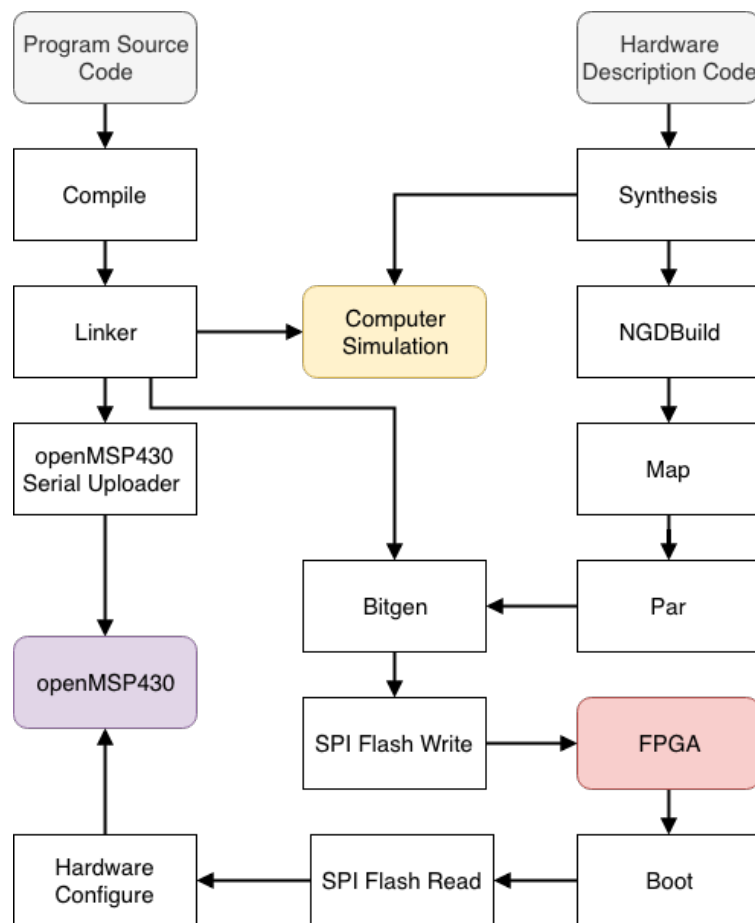 Program Source
Code
Hardware
Description Code
Compile
Synthesis
Linker
Computer
Simulation
NGDBuild
openMSP430
Serial Uploader
Map
Bitgen
Par
openMSP430
SPI Flash Write
FPGA
Hardware
Configure
SPI Flash Read
Boot